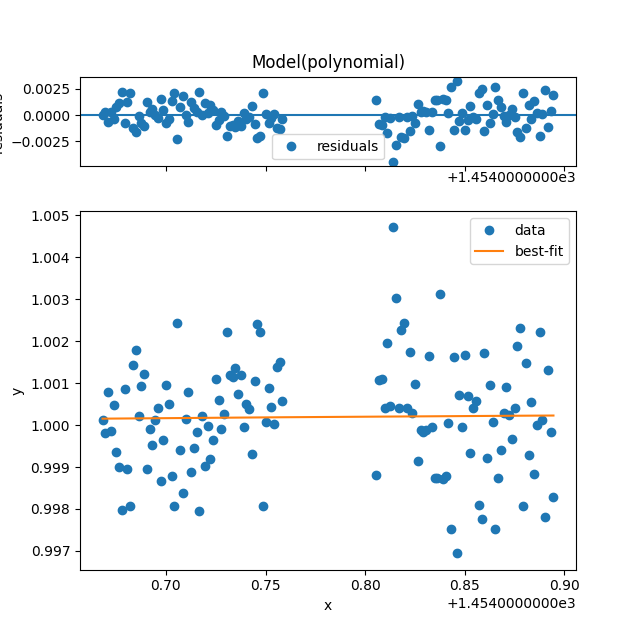 Model(polynomial)
0.0025
0.0000
−0.0025
residuals
residuals
+1.4540000000e3
1.005
1.004
1.003
1.002
1.001
1.000
0.999
0.998
0.997
y
data
best-fit
0.70
0.75
0.80
0.85
0.90
x
+1.4540000000e3